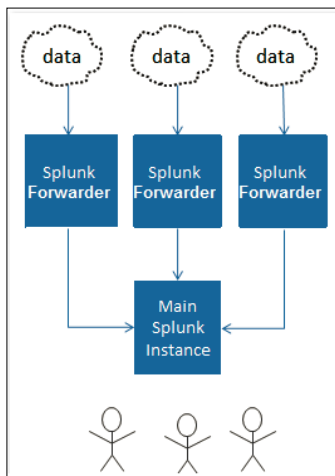 data data data
Splunk Splunk Splunk
Forwarder Forwarder Forwarder
Main
Splunk
Instance